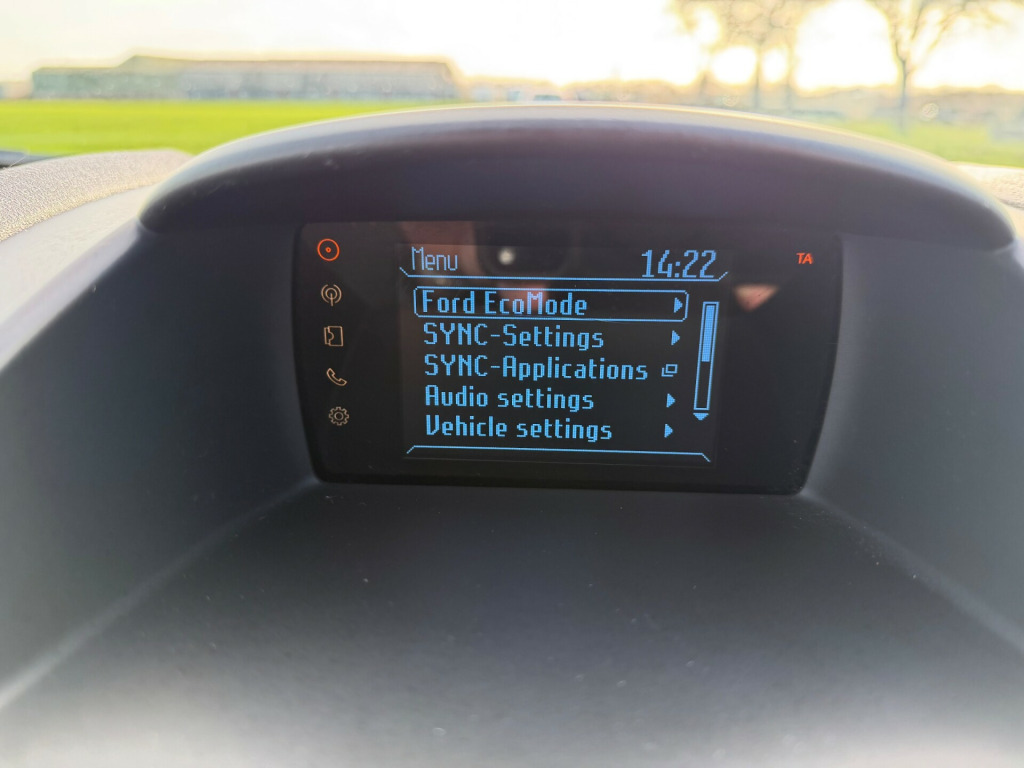 Menu 14:22 TA
Ford EcoMode
SYNC-Settings
SYNC-Applications
Audio settings
Vehicle settings